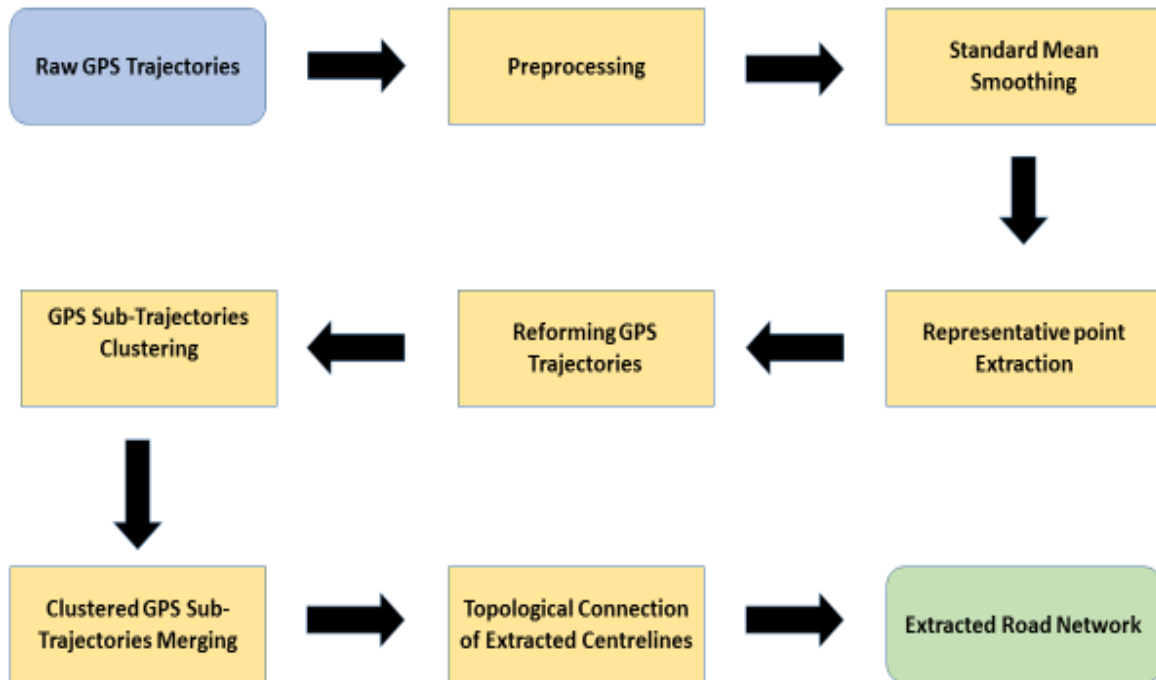 Raw GPS Trajectories
Preprocessing
Standard Mean
Smoothing
Representative point
Extraction
Reforming GPS
Trajectories
GPS Sub-Trajectories
Clustering
Clustered GPS Sub-
Trajectories Merging
Topological Connection
of Extracted Centrelines
Extracted Road Network